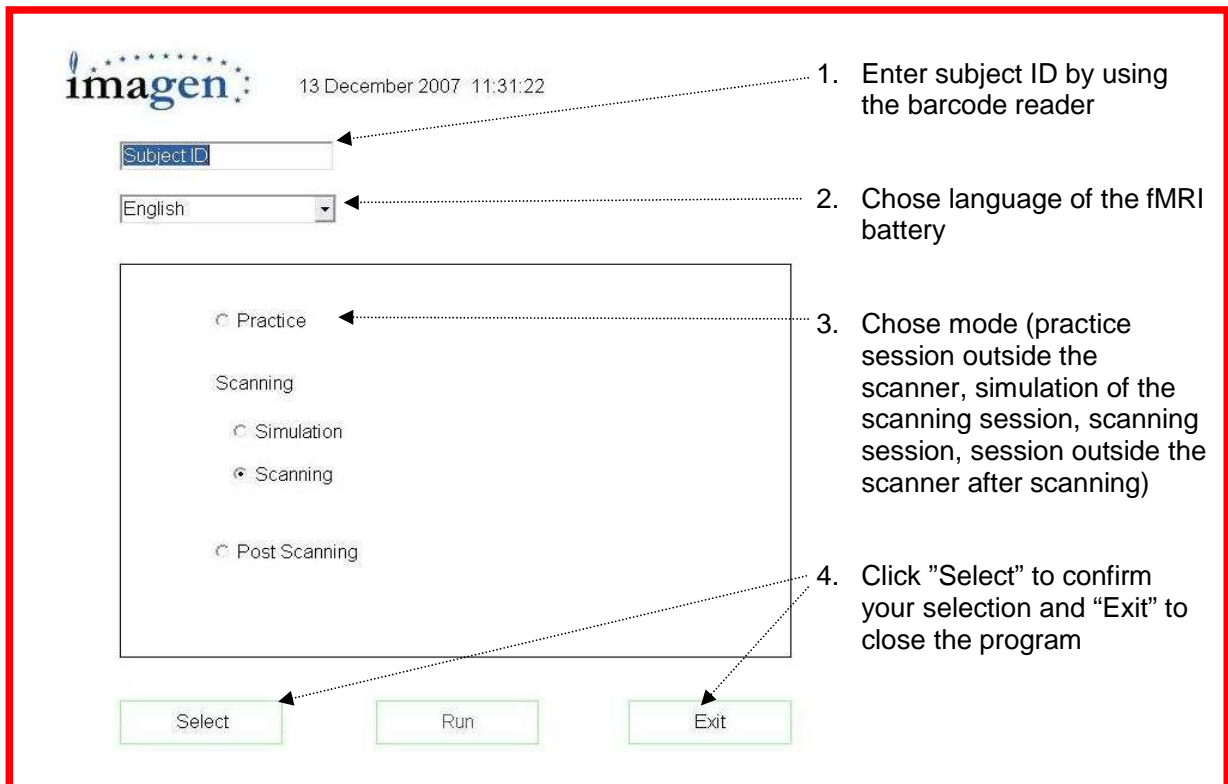 imagen
13 December 2007 11:31:22
Subject ID
English
Practice
Scanning
Simulation
Scanning
Post Scanning
Select
Run
Exit
1. Enter subject ID by using
the barcode reader
2. Chose language of the fMRI
battery
3. Chose mode (practice
session outside the
scanner, simulation of the
scanning session, scanning
session, session outside the
scanner after scanning)
4. Click ”Select” to confirm
your selection and “Exit” to
close the program